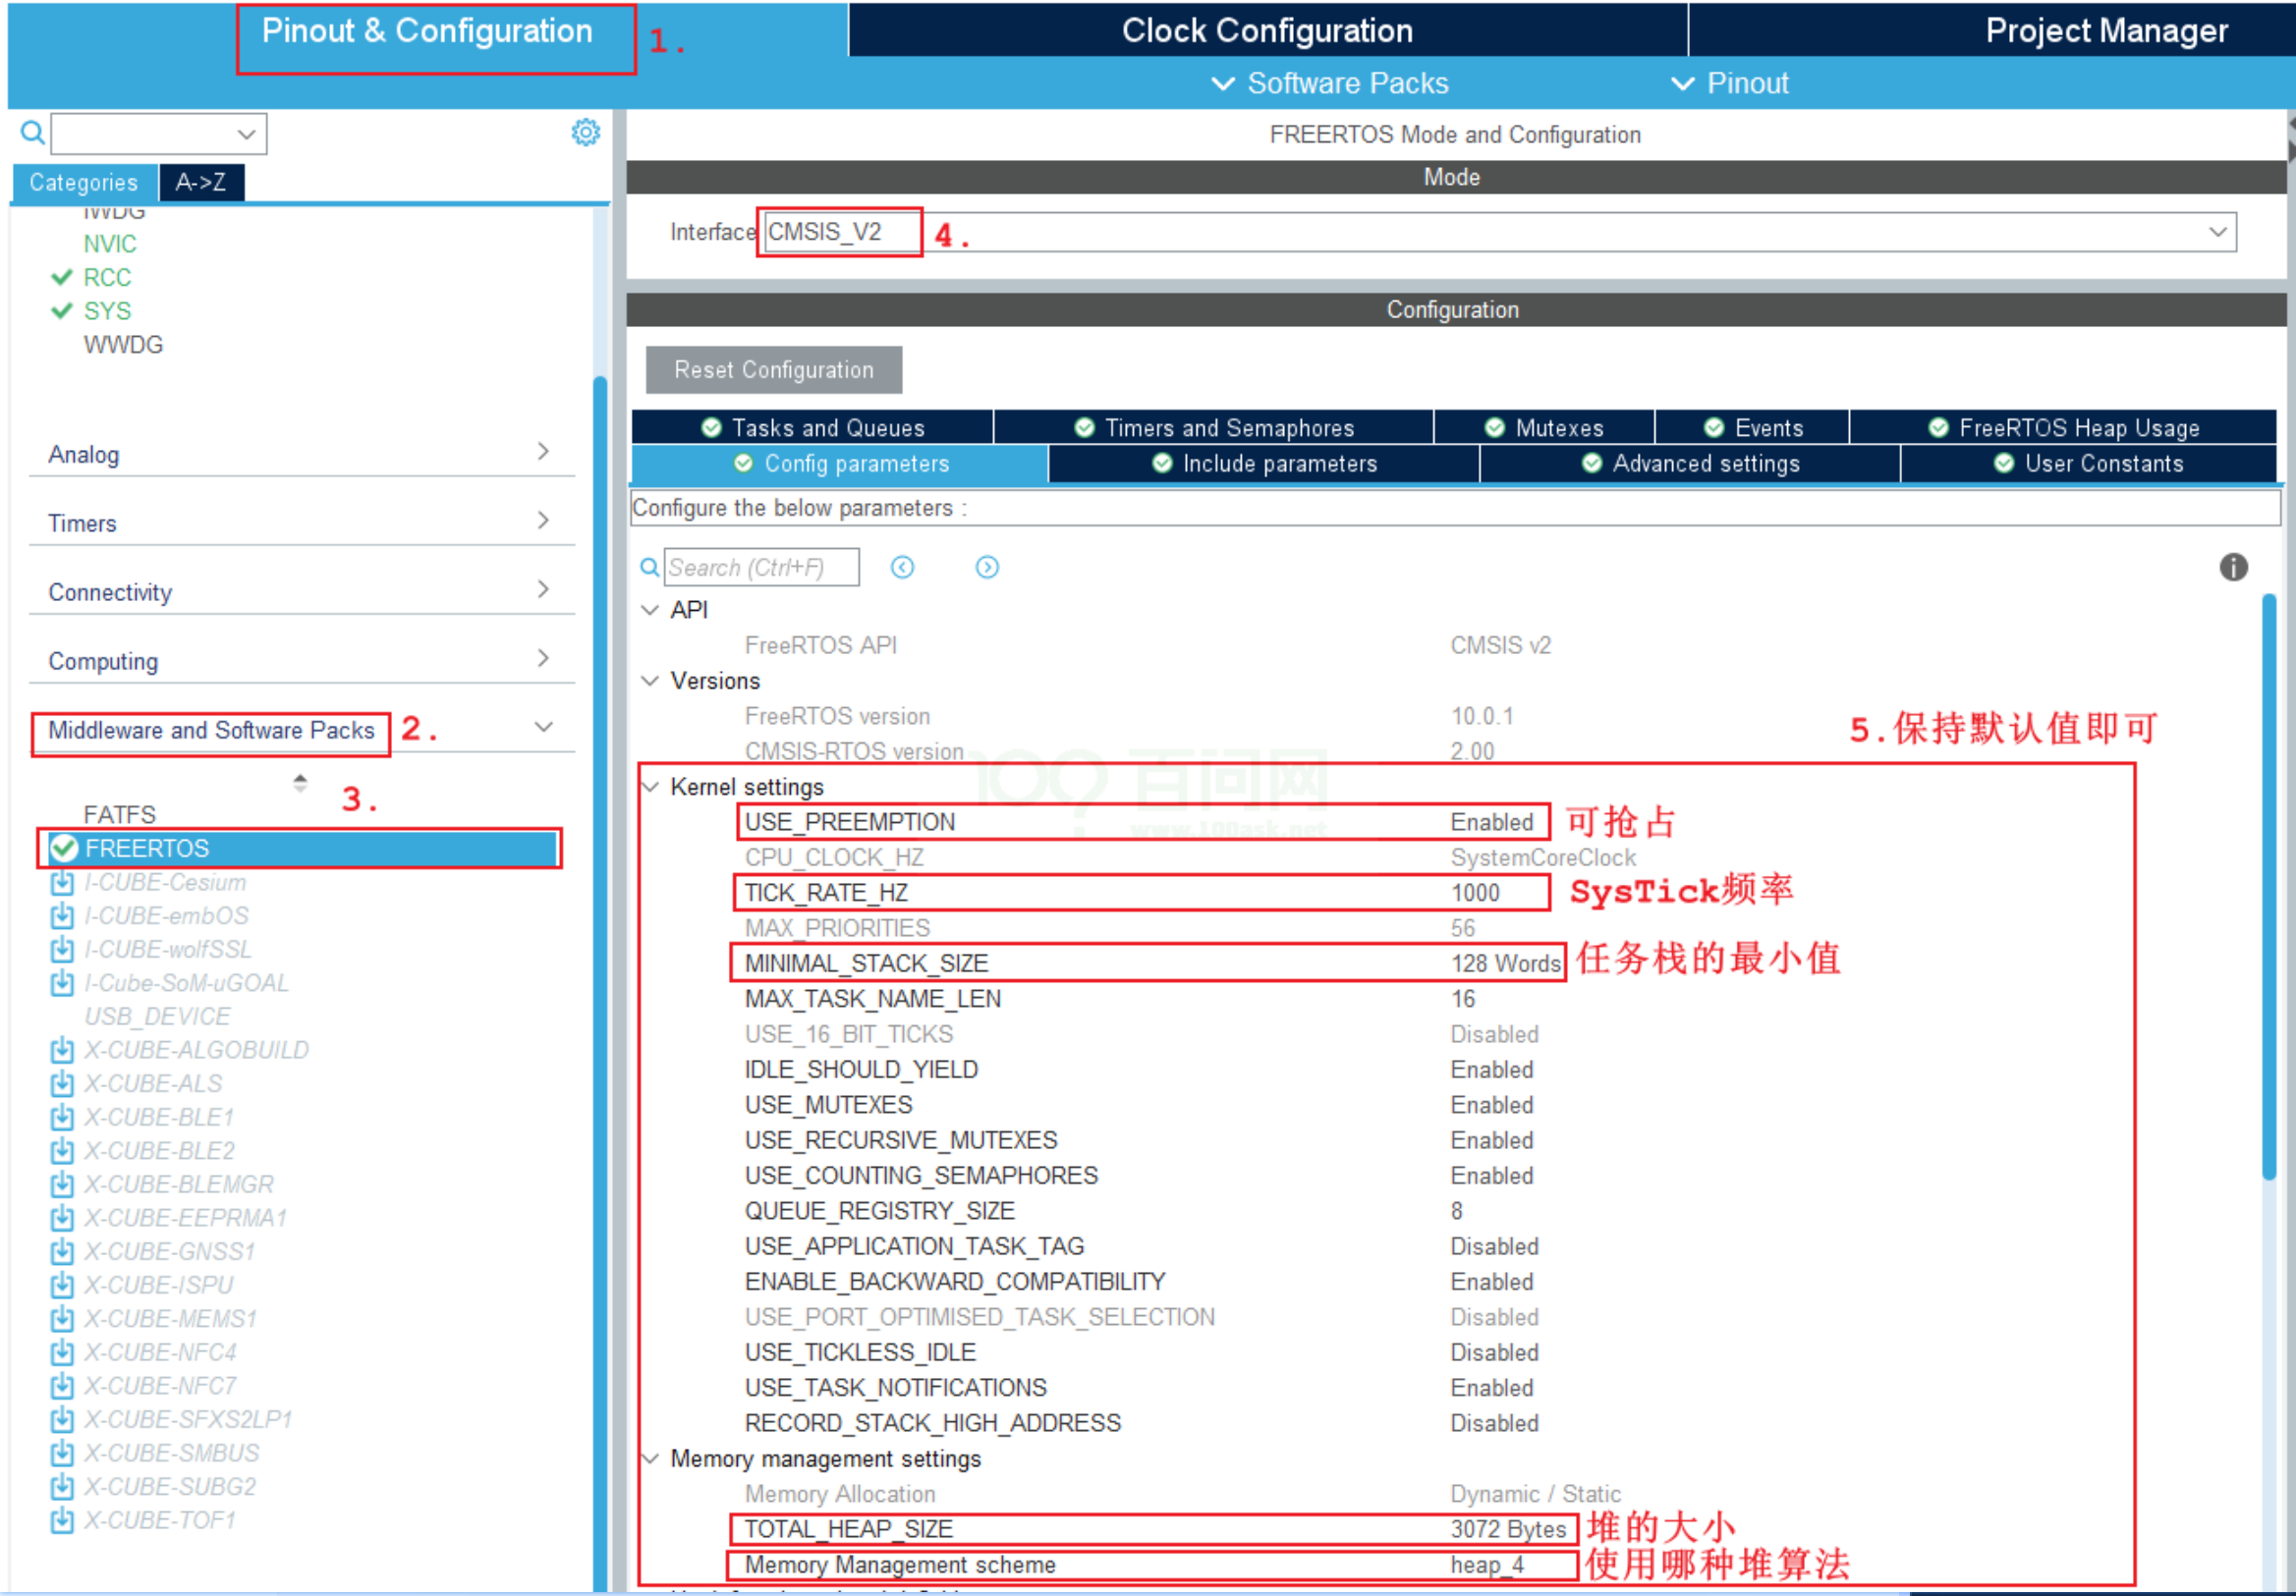 Pinout & Configuration 1. Clock Configuration Project Manager
Software Packs Pinout
FREERTOS Mode and Configuration
Categories A->Z
Mode
IWDG
Interface CMSIS_V2 4.
NVIC
RCC
SYS
WWDG
Configuration
Reset Configuration
Tasks and Queues Timers and Semaphores Mutexes Events FreeRTOS Heap Usage
Config parameters Include parameters Advanced settings User Constants
Configure the below parameters :
Search (Ctrl+F)
Analog
Timers
Connectivity
Computing
Middleware and Software Packs 2.
3.
FATFS
FREERTOS
I-CUBE-Cesium
I-CUBE-embOS
I-CUBE-wolfSSL
I-Cube-SoM-uGOAL
USB_DEVICE
X-CUBE-ALGOBUILD
X-CUBE-ALS
X-CUBE-BLE1
X-CUBE-BLE2
X-CUBE-BLEMGR
X-CUBE-EEPRMA1
X-CUBE-GNSS1
X-CUBE-ISPU
X-CUBE-MEMS1
X-CUBE-NFC4
X-CUBE-NFC7
X-CUBE-SFXS2LP1
X-CUBE-SMBUS
X-CUBE-SUBG2
X-CUBE-TOF1
API
FreeRTOS API CMSIS v2
Versions
FreeRTOS version 10.0.1
5.保持默认值即可
CMSIS-RTOS version 2.00
百问网
www.100ask.net
Kernel settings
USE_PREEMPTION Enabled 可抢占
CPU_CLOCK_HZ SystemCoreClock
TICK_RATE_HZ 1000 SysTick频率
MAX_PRIORITIES 56
MINIMAL_STACK_SIZE 128 Words 任务栈的最小值
MAX_TASK_NAME_LEN 16
USE_16_BIT_TICKS Disabled
IDLE_SHOULD_YIELD Enabled
USE_MUTEXES Enabled
USE_RECURSIVE_MUTEXES Enabled
USE_COUNTING_SEMAPHORES Enabled
QUEUE_REGISTRY_SIZE 8
USE_APPLICATION_TASK_TAG Disabled
ENABLE_BACKWARD_COMPATIBILITY Enabled
USE_PORT_OPTIMISED_TASK_SELECTION Disabled
USE_TICKLESS_IDLE Disabled
USE_TASK_NOTIFICATIONS Enabled
RECORD_STACK_HIGH_ADDRESS Disabled
Memory management settings
Memory Allocation Dynamic / Static
TOTAL_HEAP_SIZE 3072 Bytes 堆的大小
Memory Management scheme heap_4 使用哪种堆算法